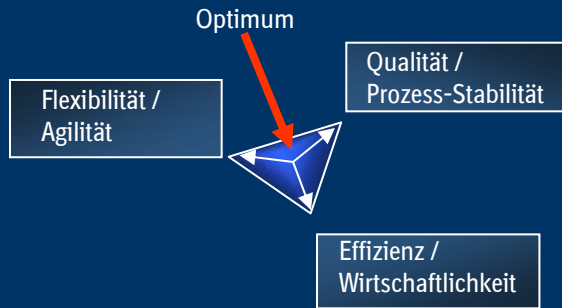 Optimum
Qualität /
Prozess-Stabilität
Flexibilität /
Agilität
Effizienz /
Wirtschaftlichkeit